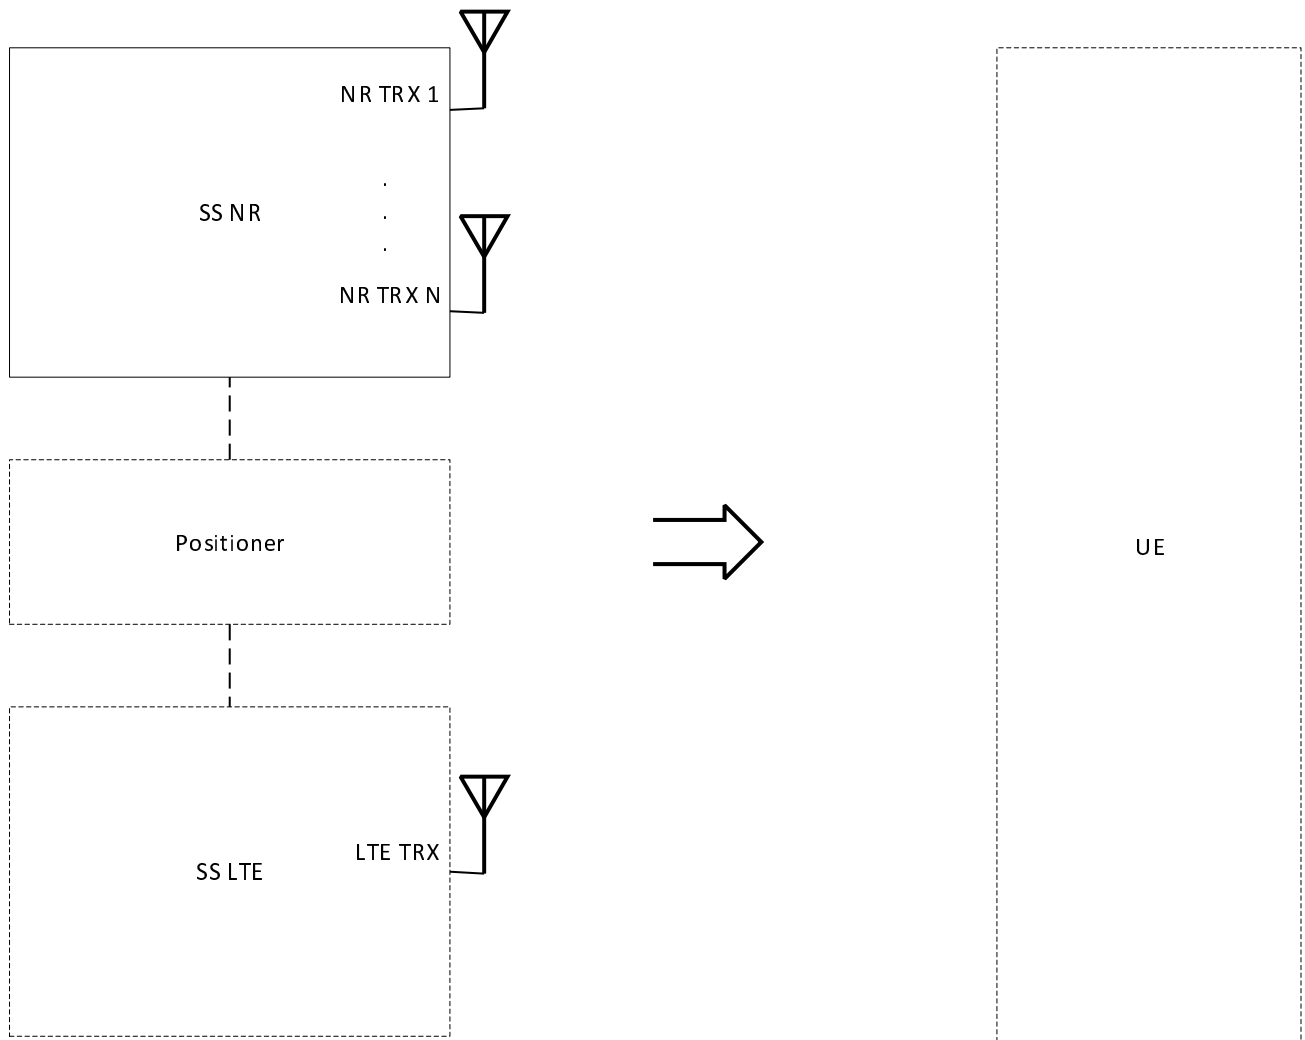 NR TRX 1
.
.
.
SS NR
NR TRX N
Positioner
UE
LTE TRX
SS LTE